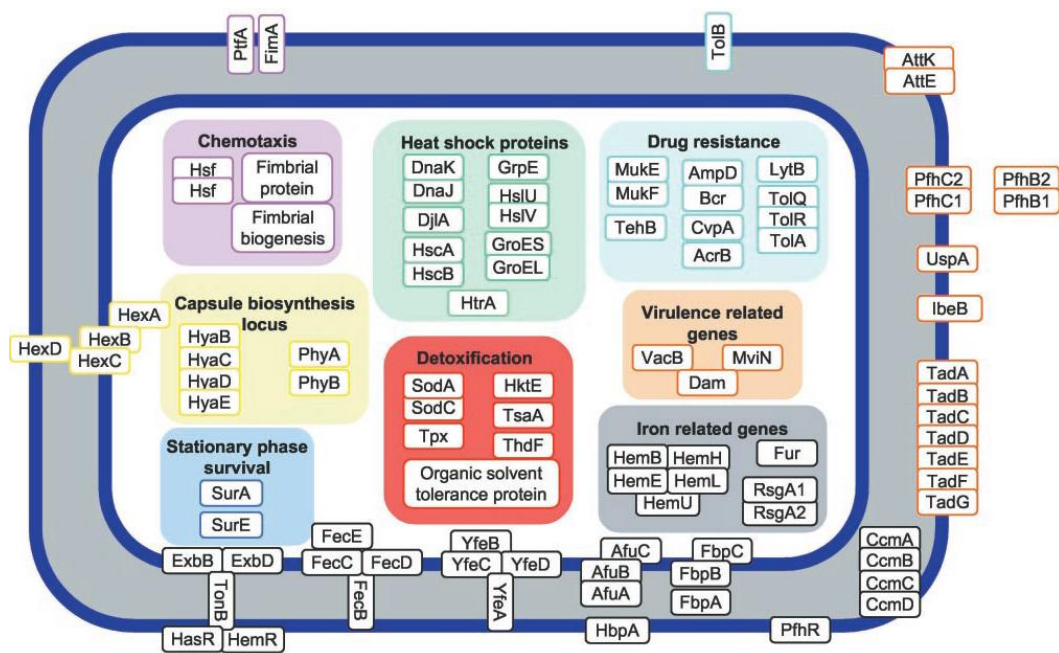 PtfA
FimA
TolB
AttK
AttE
Chemotaxis
Hsf
Hsf
Fimbrial
protein
Fimbrial
biogenesis
Heat shock proteins
DnaK
DnaJ
DjlA
HscA
HscB
GrpE
HslU
HslV
GroES
GroEL
HtrA
Drug resistance
MukE
MukF
TehB
AmpD
Bcr
CvpA
AcrB
LytB
TolQ
TolR
TolA
PfhC2
PfhC1
PfhB2
PfhB1
UspA
IbeB
HexA
HexB
HexC
HexD
Capsule biosynthesis
locus
HyaB
HyaC
HyaD
HyaE
PhyA
PhyB
Detoxification
SodA
SodC
Tpx
HktE
TsaA
ThdF
Organic solvent
tolerance protein
Virulence related
genes
VacB
MviN
Dam
TadA
TadB
TadC
TadD
TadE
TadF
TadG
Stationary phase
survival
SurA
SurE
Iron related genes
HemB
HemH
HemE
HemL
HemU
Fur
RsgA1
RsgA2
ExbB
ExbD
TonB
HasR
HemR
FecE
FecC
FecD
FecB
YfeB
YfeC
YfeD
YfeA
AfuC
AfuB
AfuA
HbpA
FbpC
FbpB
FbpA
PfhR
CcmA
CcmB
CcmC
CcmD